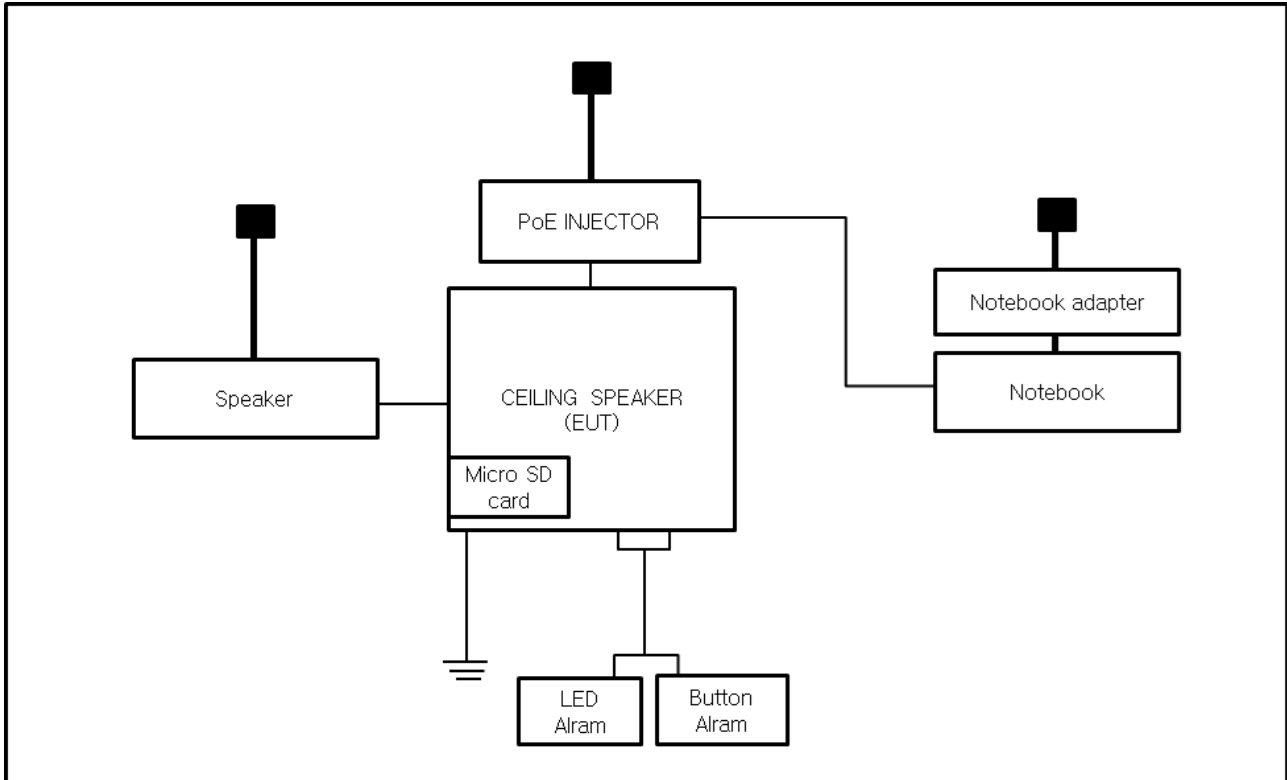 PoE INJECTOR
Notebook adapter
Speaker
CEILING SPEAKER
(EUT)
Notebook
Micro SD
card
LED
Alram
Button
Alram